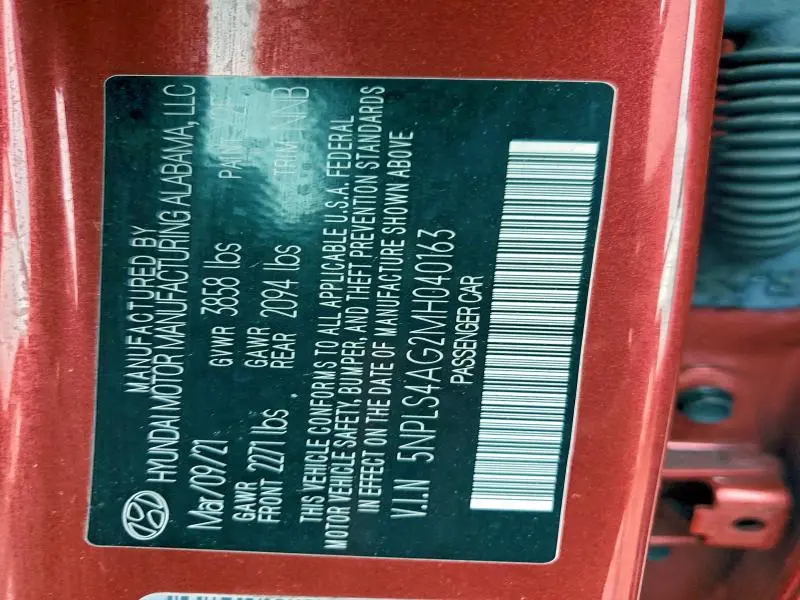 MANUFACTURED BY
HYUNDAI MOTOR MANUFACTURING ALABAMA, LLC
Mar/09/21 GVWR 3858 lbs
GAWR FRONT 2271 lbs GAWR REAR 2094 lbs
THIS VEHICLE CONFORMS TO ALL APPLICABLE U.S.A. FEDERAL
MOTOR VEHICLE SAFETY, BUMPER, AND THEFT PREVENTION STANDARDS
IN EFFECT ON THE DATE OF MANUFACTURE SHOWN ABOVE
V.I.N 5NPLS4AG2MH040163
PASSENGER CAR